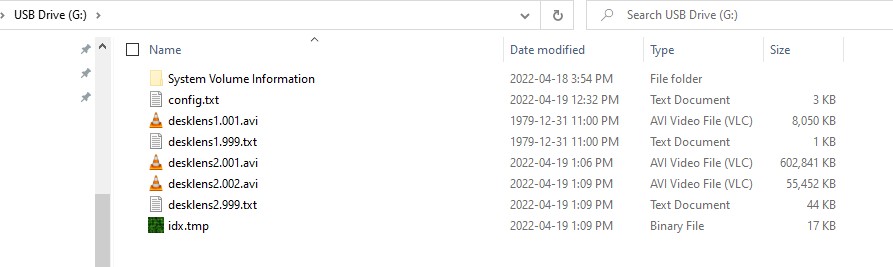 USB Drive (G:) Search USB Drive (G:)
Name Date modified Type Size
System Volume Information 2022-04-18 3:54 PM File folder
config.txt 2022-04-19 12:32 PM Text Document 3 KB
desklens1.001.avi 1979-12-31 11:00 PM AVI Video File (VLC) 8,050 KB
desklens1.999.txt 1979-12-31 11:00 PM Text Document 1 KB
desklens2.001.avi 2022-04-19 1:06 PM AVI Video File (VLC) 602,841 KB
desklens2.002.avi 2022-04-19 1:09 PM AVI Video File (VLC) 55,452 KB
desklens2.999.txt 2022-04-19 1:09 PM Text Document 44 KB
idx.tmp 2022-04-19 1:09 PM Binary File 17 KB